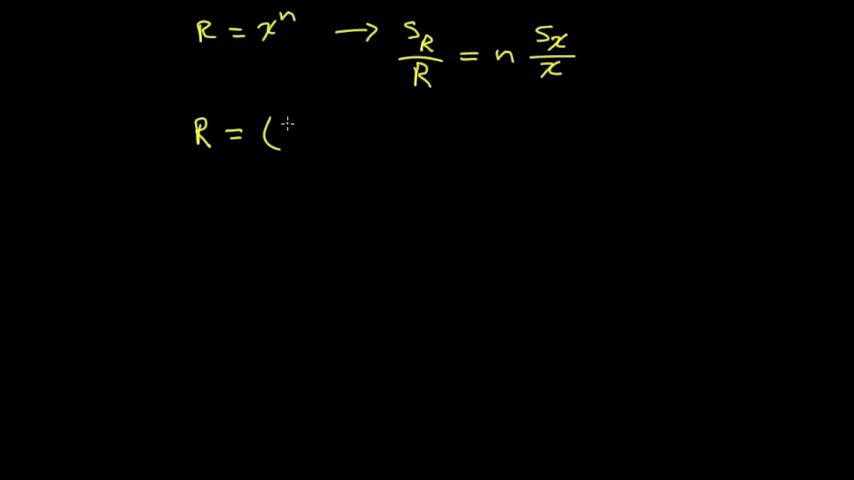 R = x^n → S_R/R = n S_x/x
R = (